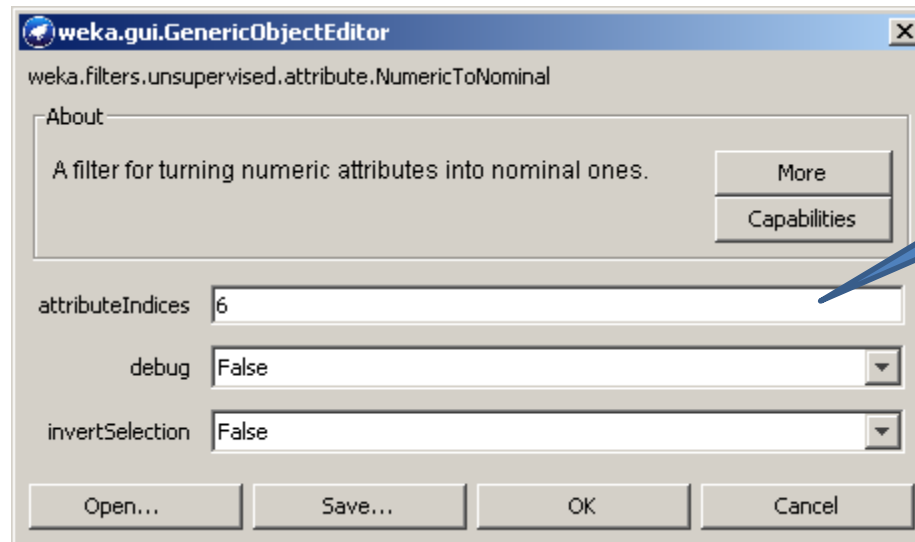 weka.gui.GenericObjectEditor
weka.filters.unsupervised.attribute.NumericToNominal
About
A filter for turning numeric attributes into nominal ones.
More
Capabilities
attributeIndices 6
debug False
invertSelection False
Open... Save... OK Cancel